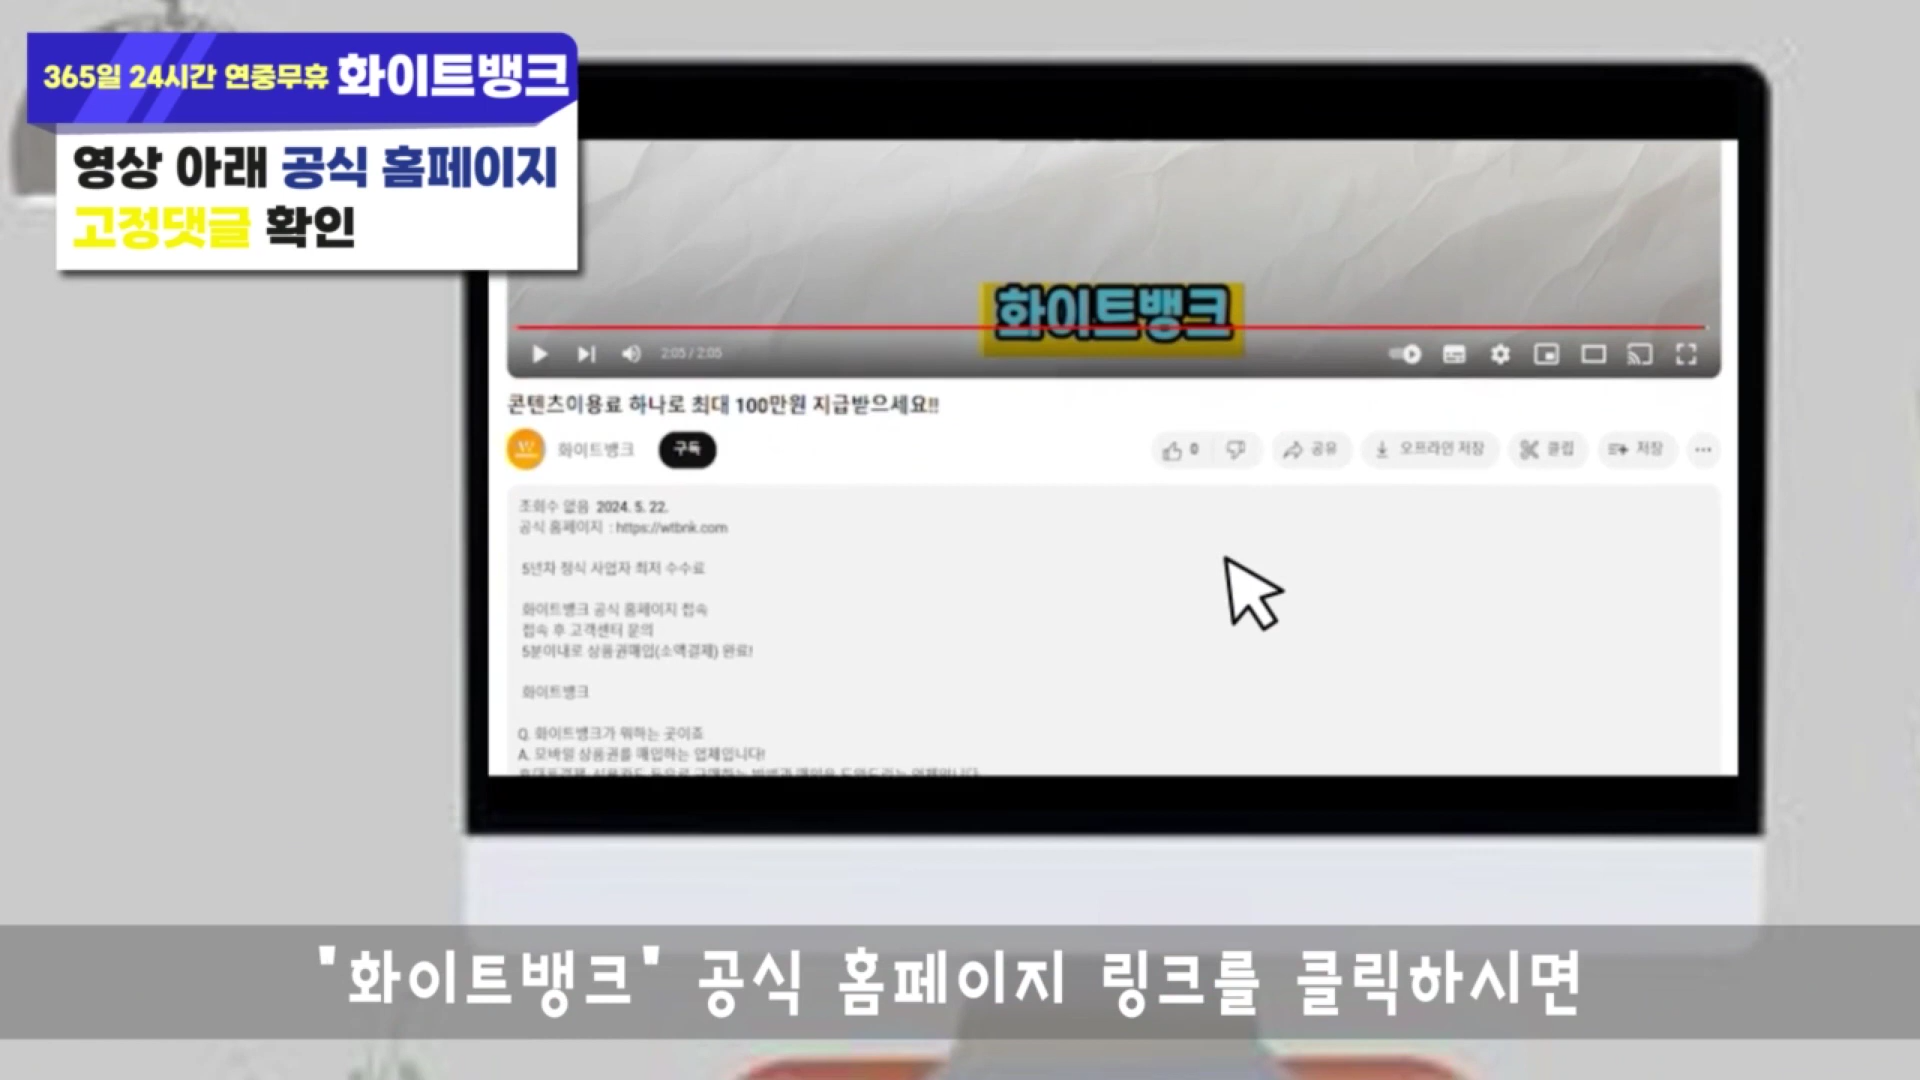 365일 24시간 연중무휴 화이트뱅크
영상 아래 공식 홈페이지
고정댓글 확인
화이트뱅크
2:05 / 2:05
콘텐츠이용료 하나로 최대 100만원 지급받으세요!!
화이트뱅크
구독
0
공유
오프라인 저장
클립
저장
조회수 없음 2024. 5. 22.
공식 홈페이지 : https://wtbnk.com
5년차 정식 사업자 최저 수수료
화이트뱅크 공식 홈페이지 접속
접속 후 고객센터 문의
5분이내로 상품권매입(소액결제) 완료!
화이트뱅크
Q. 화이트뱅크가 뭐하는 곳이죠
A. 모바일 상품권을 매입하는 업체입니다!
"화이트뱅크" 공식 홈페이지 링크를 클릭하시면